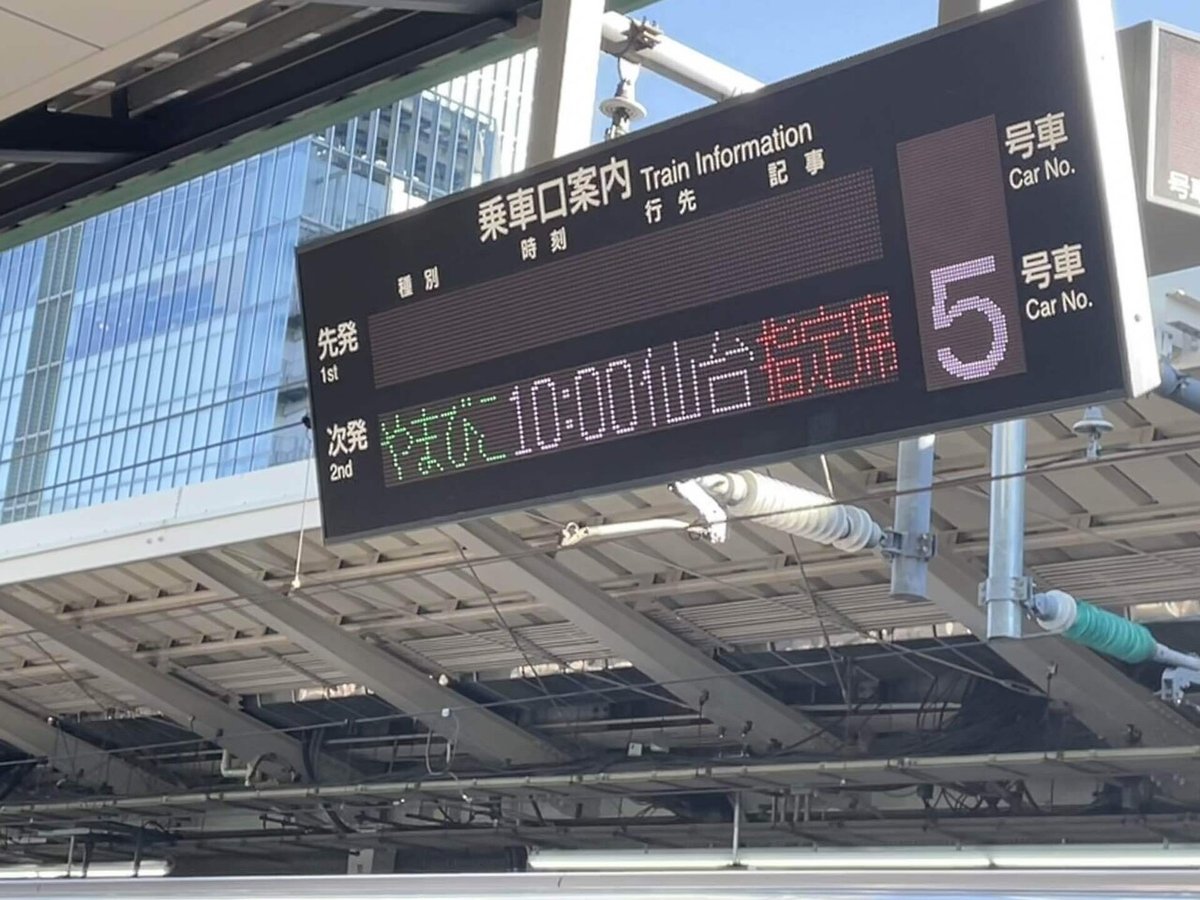 乗車口案内 Train Information
種別 時刻 行先 記事
号車
Car No.
先発
1st
次発
2nd
やまびこ 10:00 仙台 指定席
5
号車
Car No.
号